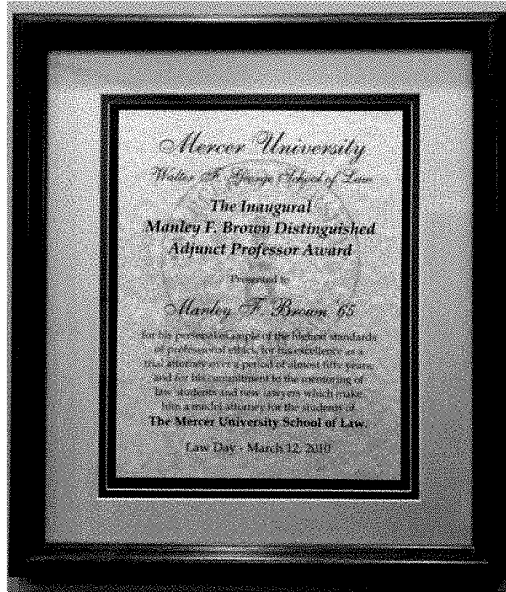 Mercer University
Walter F. George School of Law
The Inaugural
Manley F. Brown Distinguished
Adjunct Professor Award
Presented to
Manley F. Brown '65
for his personal example of the highest standards
of professional ethics, for his excellence as a
trial attorney over a period of almost fifty years,
and for his commitment to the mentoring of
law students and new lawyers which make
him a model attorney for the students of
The Mercer University School of Law.
Law Day - March 12, 2010